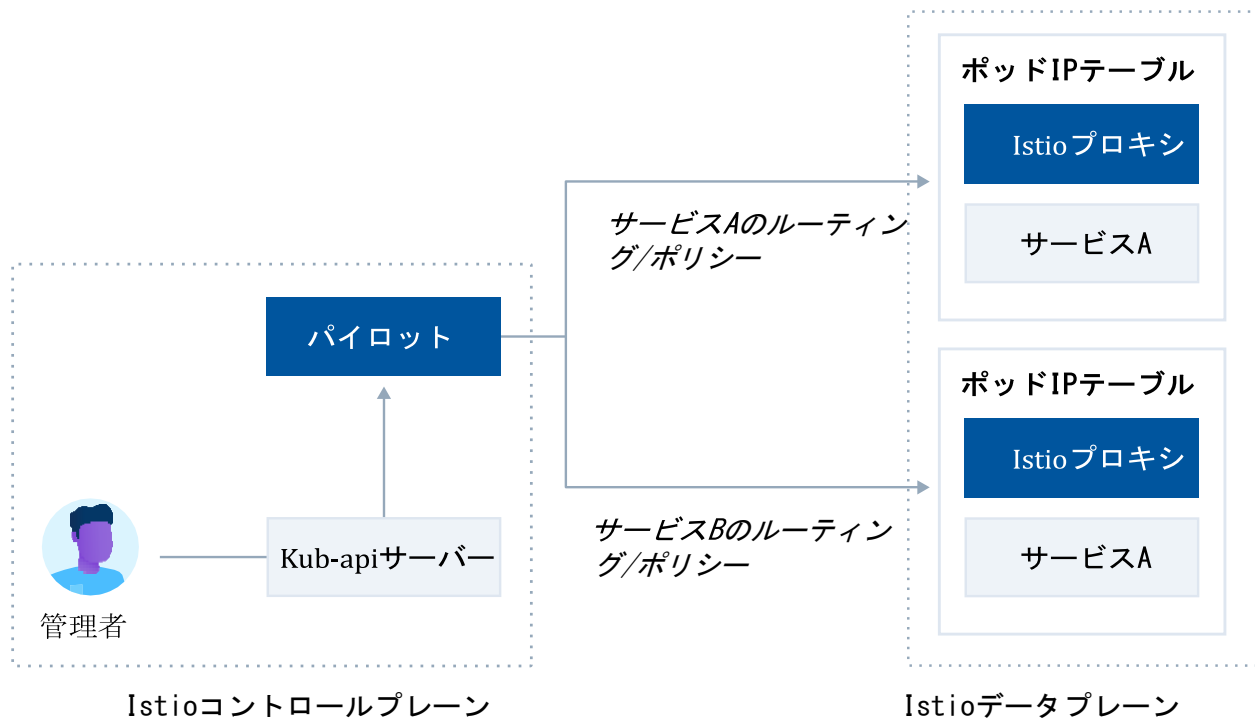 ポッドIPテーブル
Istioプロキシ
サービスA
サービスAのルーティン
グ/ポリシー
パイロット
ポッドIPテーブル
Istioプロキシ
サービスA
サービスBのルーティン
グ/ポリシー
Kub-apiサーバー
管理者
Istioコントロールプレーン
Istioデータプレーン